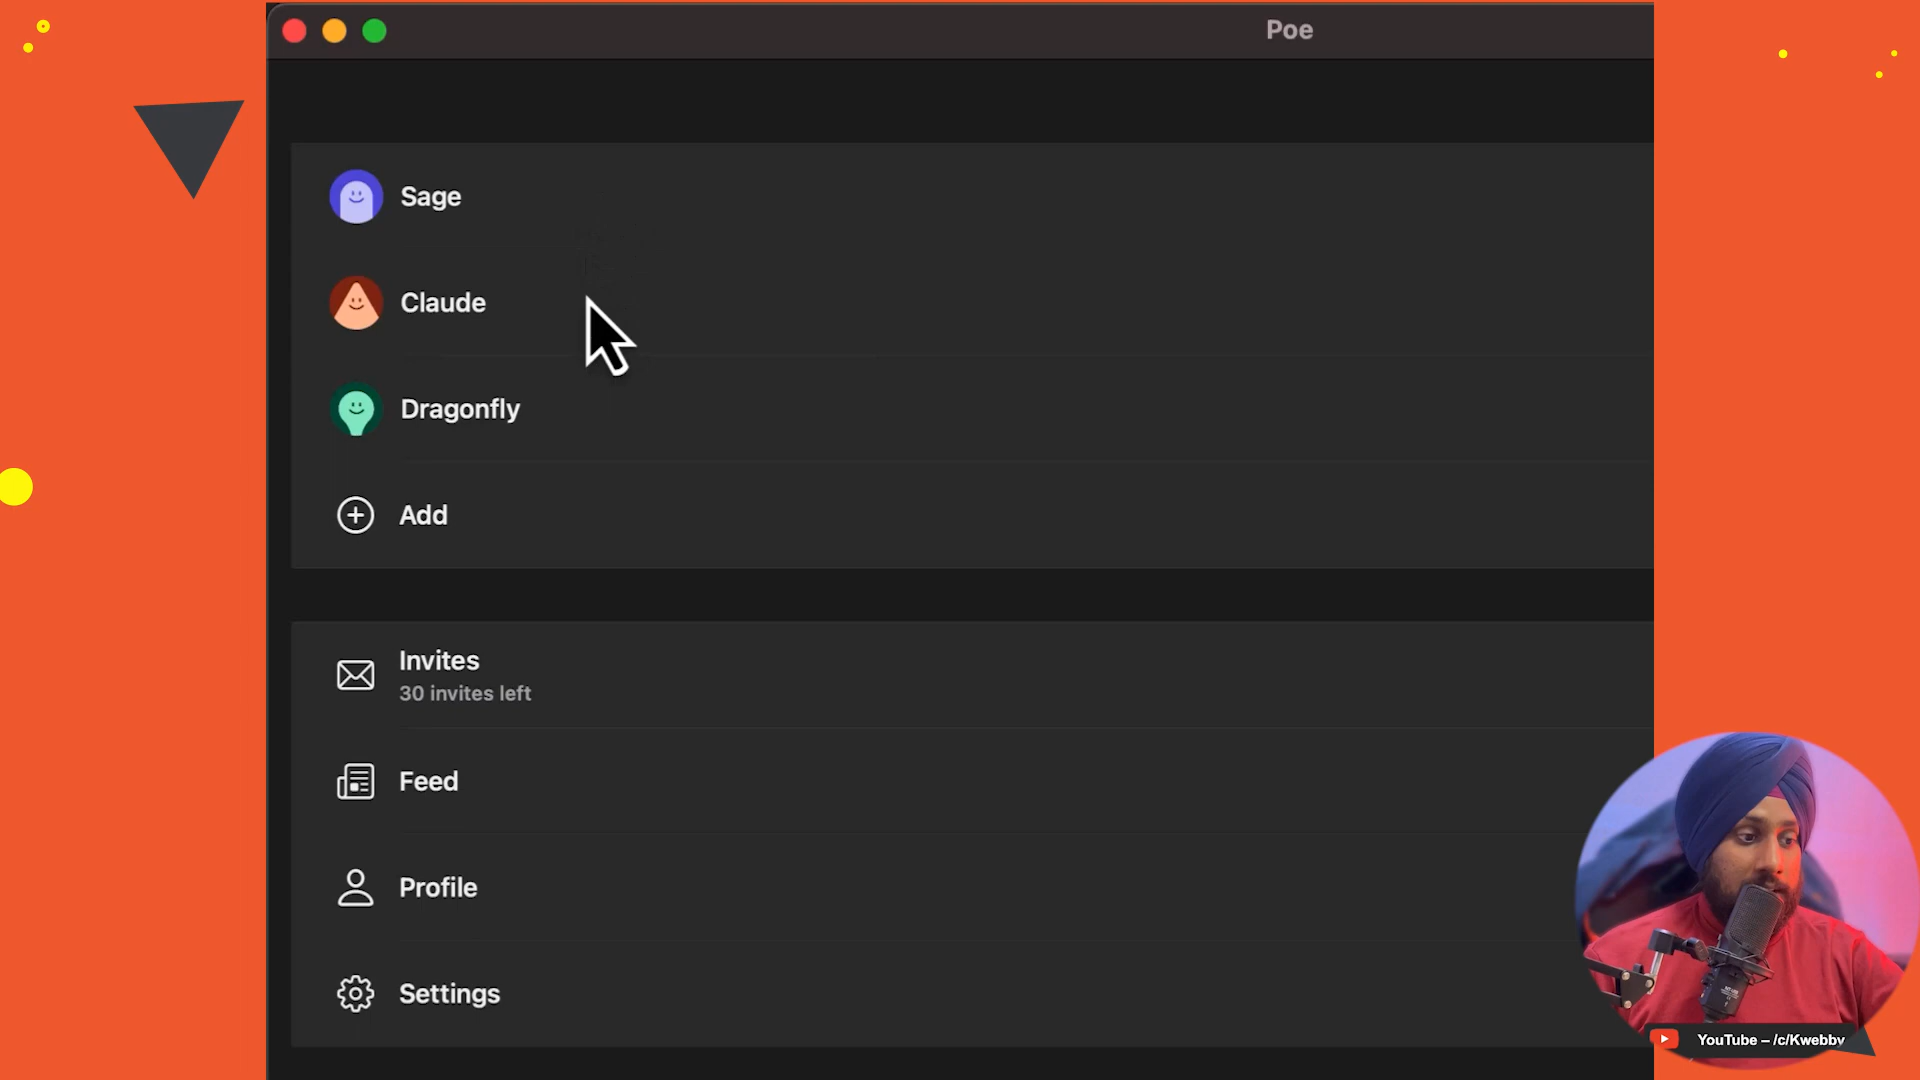 Poe
Sage
Claude
Dragonfly
Add
Invites
30 invites left
Feed
Profile
Settings
YouTube – /c/Kwebby